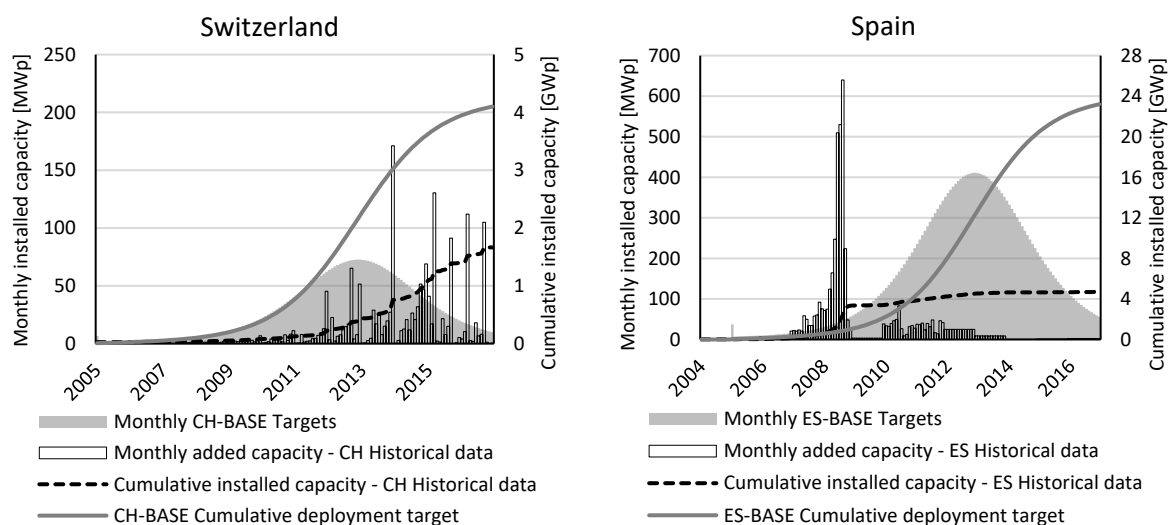 Switzerland
Monthly installed capacity [MWp]
250
200
150
100
50
0
5
4
3
2
1
0
Cumulative installed capacity [GWp]
2005
2007
2009
2011
2013
2015
Monthly CH-BASE Targets
Monthly added capacity - CH Historical data
Cumulative installed capacity - CH Historical data
CH-BASE Cumulative deployment target
Spain
Monthly installed capacity [MWp]
700
600
500
400
300
200
100
0
28
24
20
16
12
8
4
0
Cumulative installed capacity [GWp]
2004
2006
2008
2010
2012
2014
2016
Monthly ES-BASE Targets
Monthly added capacity - ES Historical data
Cumulative installed capacity - ES Historical data
ES-BASE Cumulative deployment target